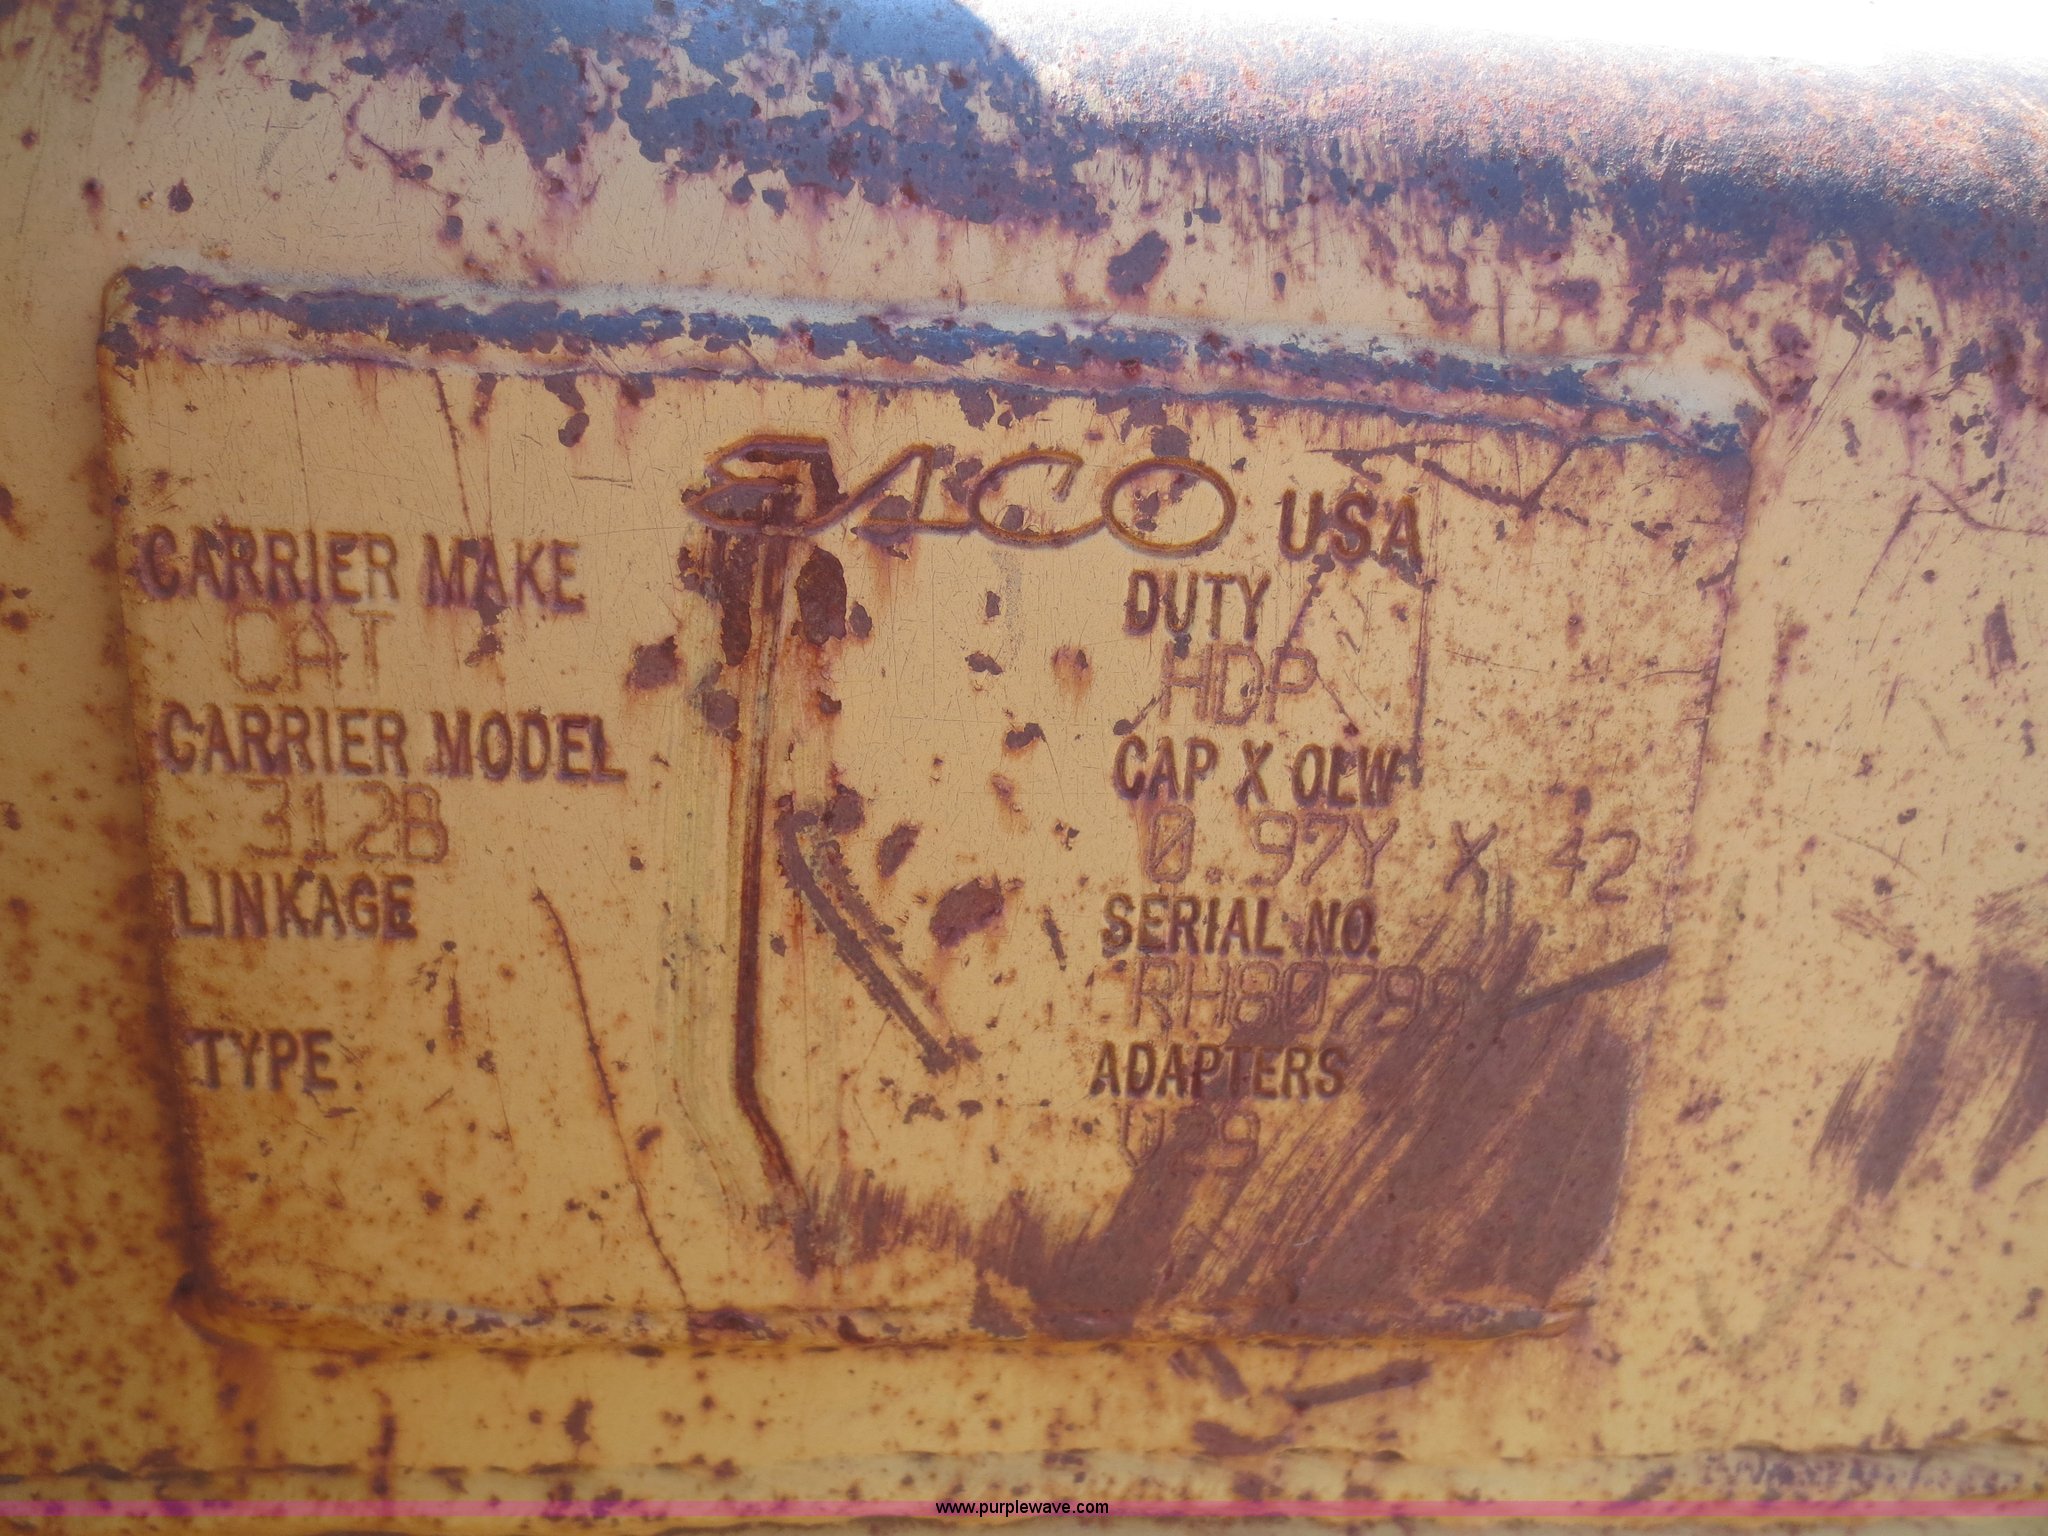 ESCO USA
CARRIER MAKE
CAT
CARRIER MODEL
312B
LINKAGE
TYPE
DUTY
HDP
CAP X OLW
0.97Y X 42
SERIAL NO.
RH80799
ADAPTERS
U29
www.purplewave.com